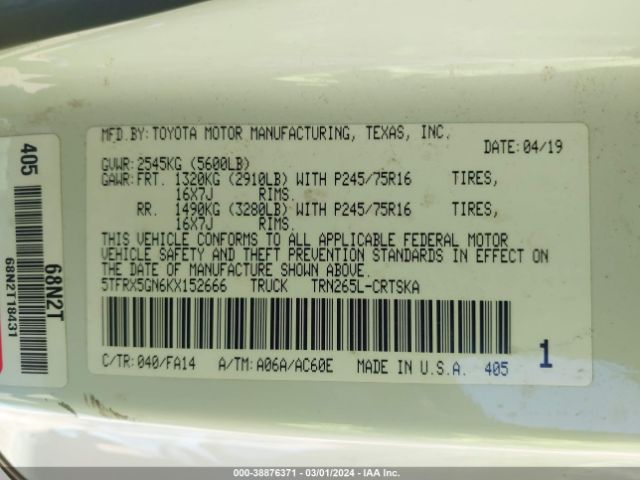 MFD.BY:TOYOTA MOTOR MANUFACTURING, TEXAS, INC.
DATE:04/19
GVWR:2545KG (5600LB)
GAWR:FRT. 1320KG (2910LB) WITH P245/75R16 TIRES,
16X7J RIMS.
RR. 1490KG (3280LB) WITH P245/75R16 TIRES,
16X7J RIMS.
THIS VEHICLE CONFORMS TO ALL APPLICABLE FEDERAL MOTOR
VEHICLE SAFETY AND THEFT PREVENTION STANDARDS IN EFFECT ON
THE DATE OF MANUFACTURE SHOWN ABOVE.
5TFRX5GN6KX152666 TRUCK TRN265L-CRTSKA
C/TR:040/FA14 A/TM:A06A/AC60E MADE IN U.S.A. 405 1
405
68N2T
68N2T18431
IAA 000-38876371 - 03/01/2024 - IAAI.COM